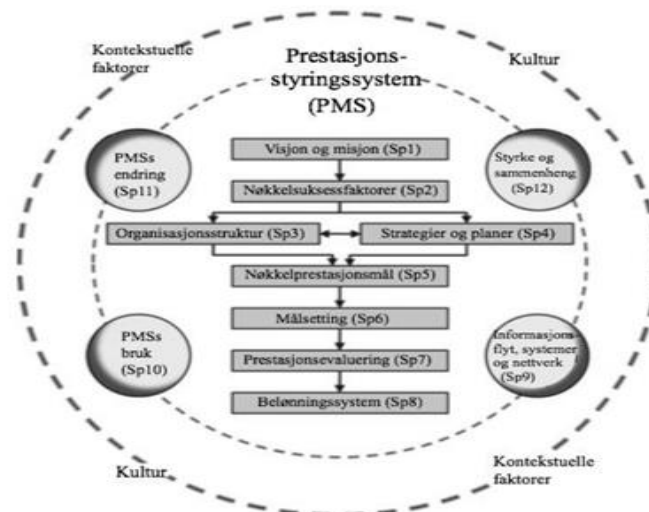 Kontekstuelle
faktorer
Prestasjons-
styringssystem
(PMS)
Kultur
PMSs
endring
(Sp11)
Visjon og misjon (Sp1)
Styrke og
sammenheng
(Sp12)
Nøkkelsuksessfaktorer (Sp2)
Organisasjonsstruktur (Sp3)
Strategier og planer (Sp4)
Nøkkelprestasjonsmål (Sp5)
Målsetting (Sp6)
PMSs
bruk
(Sp10)
Informasjons-
flyt, systemer
og nettverk
(Sp9)
Prestasjonsevaluering (Sp7)
Belønningssystem (Sp8)
Kultur
Kontekstuelle
faktorer